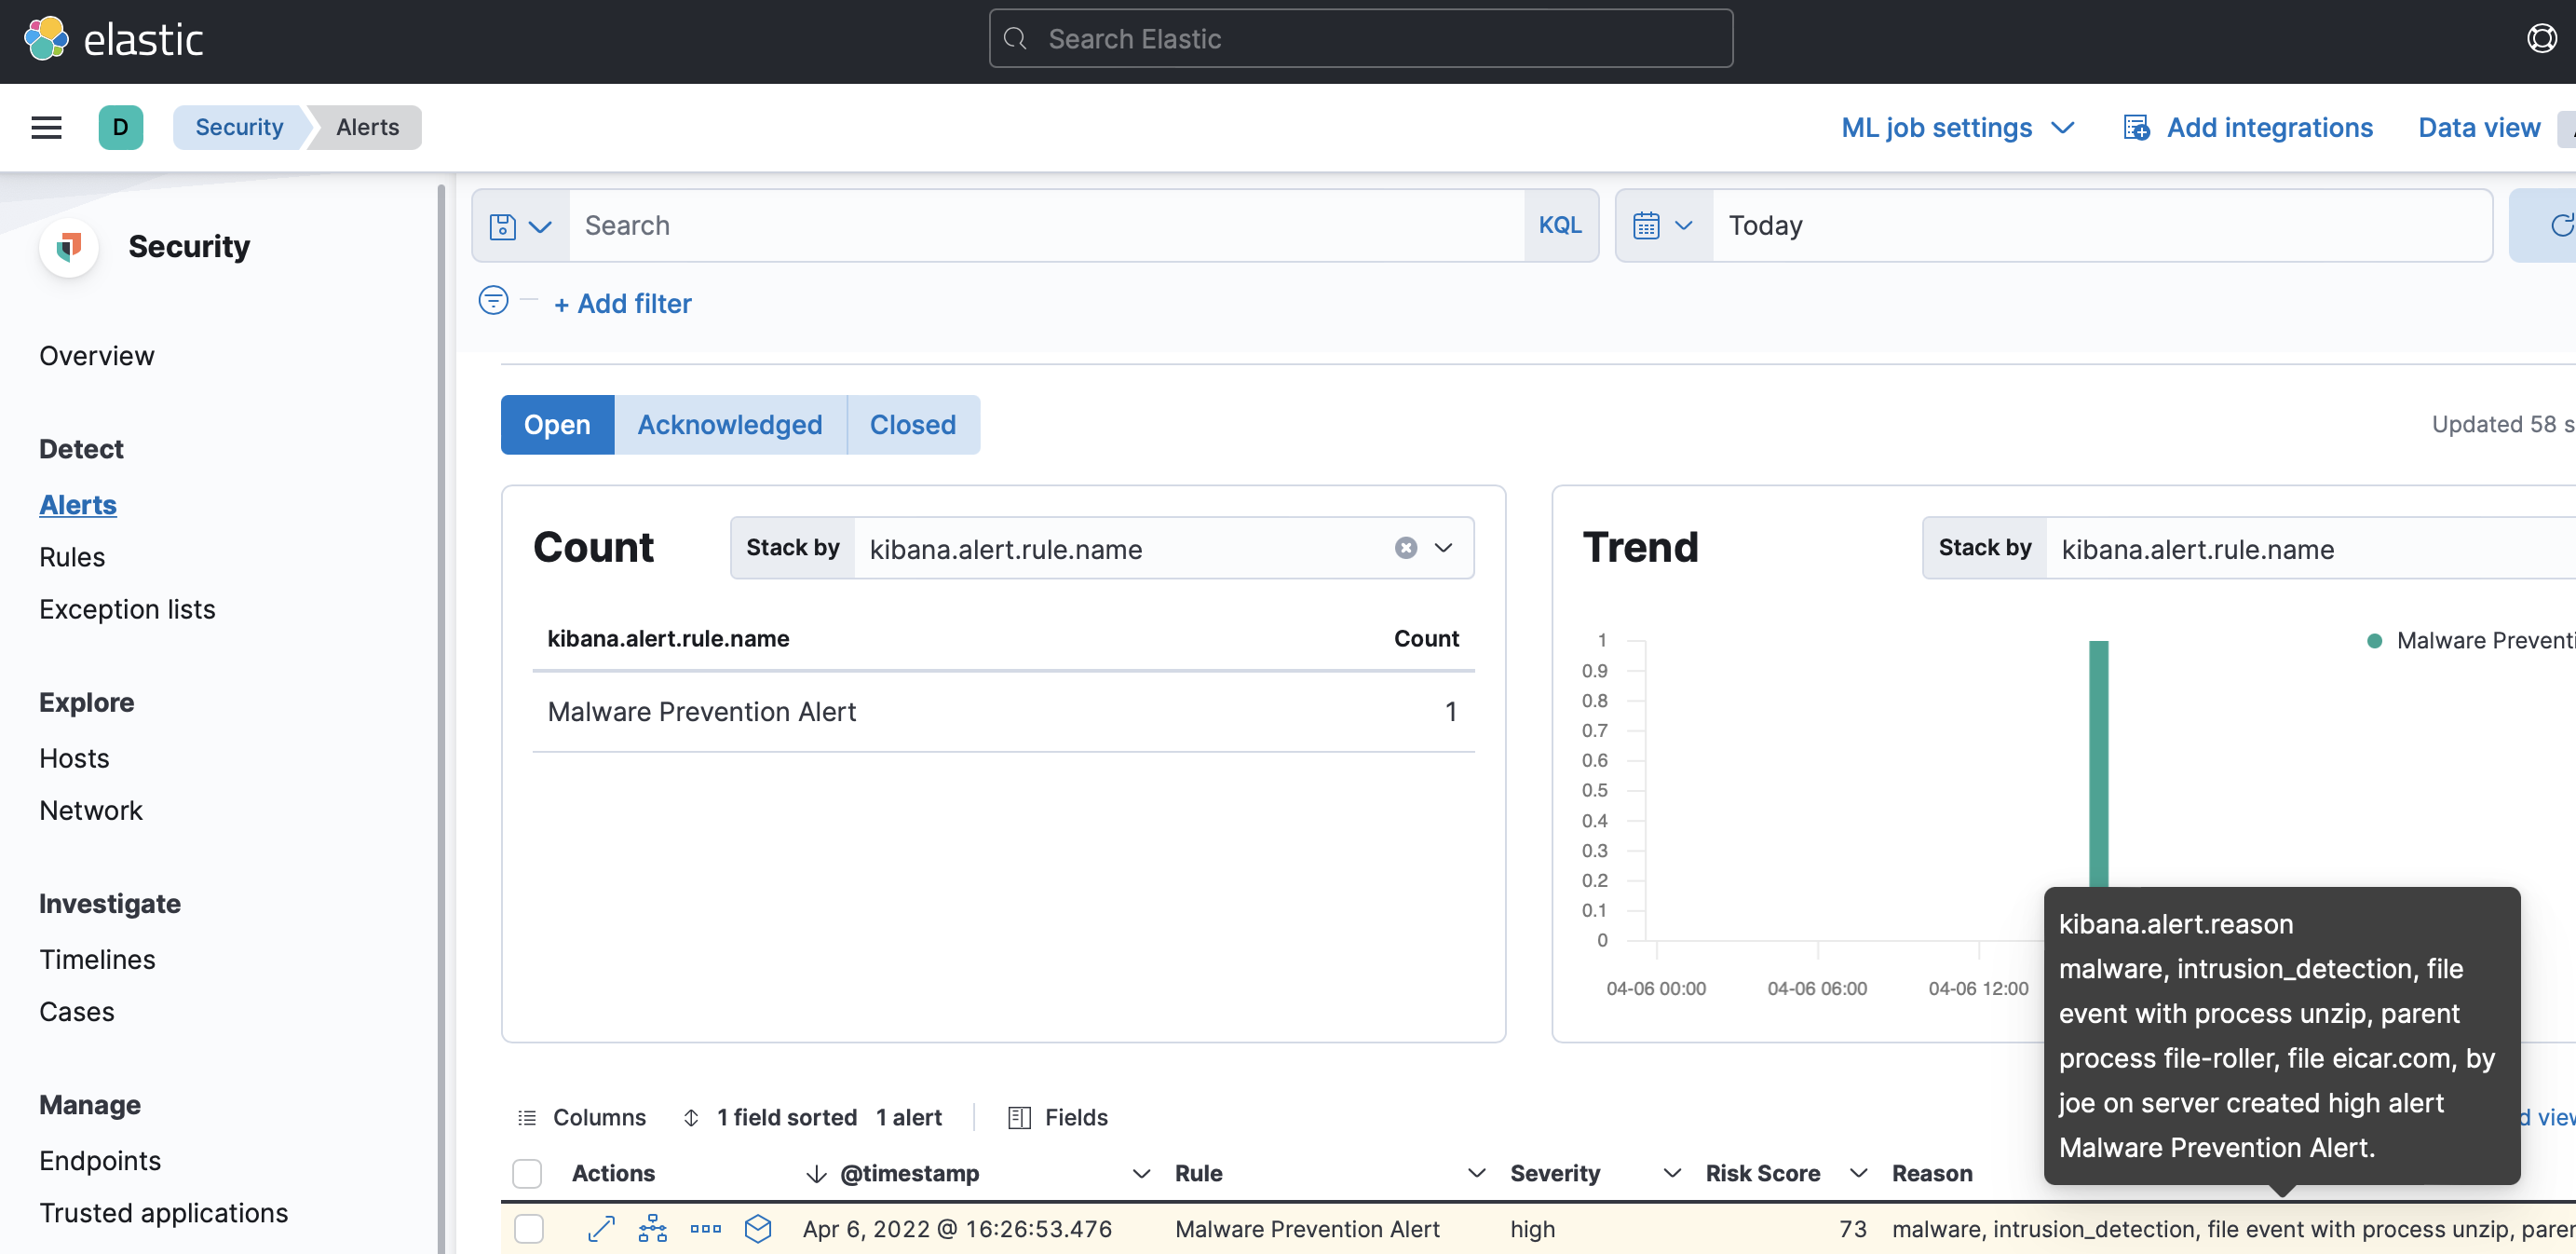 elastic
Search Elastic
D
Security
Alerts
ML job settings
Add integrations
Data view
Security
Overview
Detect
Alerts
Rules
Exception lists
Explore
Hosts
Network
Investigate
Timelines
Cases
Manage
Endpoints
Trusted applications
Search
KQL
Today
+ Add filter
Open
Acknowledged
Closed
Updated 58 s
Count
Stack by
kibana.alert.rule.name
kibana.alert.rule.name
Count
Malware Prevention Alert
1
Trend
Stack by
kibana.alert.rule.name
1
0.9
0.8
0.7
0.6
0.5
0.4
0.3
0.2
0.1
0
04-06 00:00
04-06 06:00
04-06 12:00
Malware Preventi
kibana.alert.reason
malware, intrusion_detection, file
event with process unzip, parent
process file-roller, file eicar.com, by
joe on server created high alert
Malware Prevention Alert.
Columns
1 field sorted
1 alert
Fields
d view
Actions
@timestamp
Rule
Severity
Risk Score
Reason
Apr 6, 2022 @ 16:26:53.476
Malware Prevention Alert
high
73
malware, intrusion_detection, file event with process unzip, paren